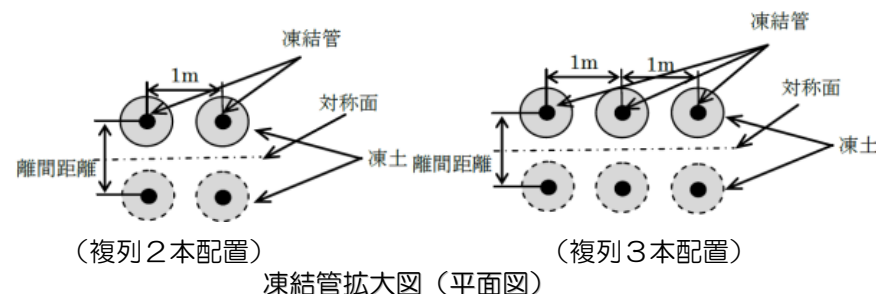 凍結管
1m
対称面
離間距離
凍土
(複列2本配置)
凍結管
1m
1m
対称面
離間距離
凍土
(複列3本配置)
凍結管拡大図(平面図)